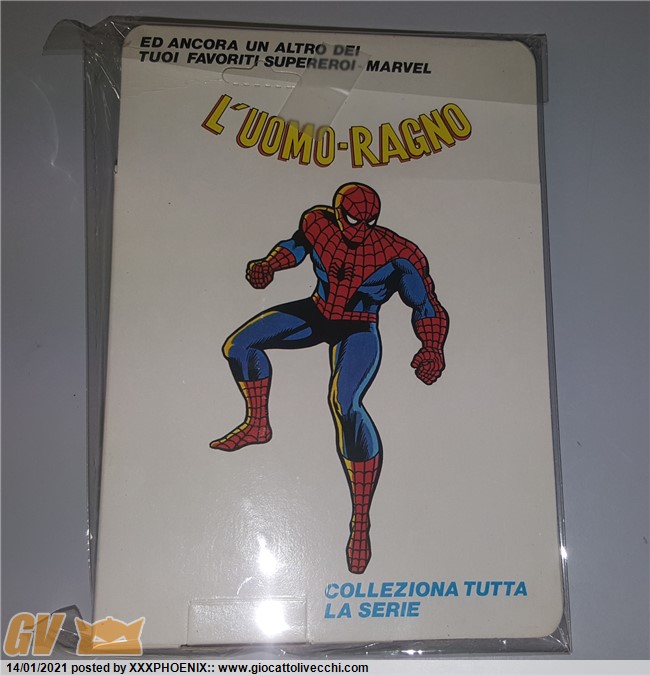 ED ANCORA UN ALTRO DEI
TUOI FAVORITI SUPEREROI MARVEL
L'UOMO-RAGNO
COLLEZIONA TUTTA
LA SERIE
GV
14/01/2021 posted by XXXPHOENIX:: www.giocattolivecchi.com